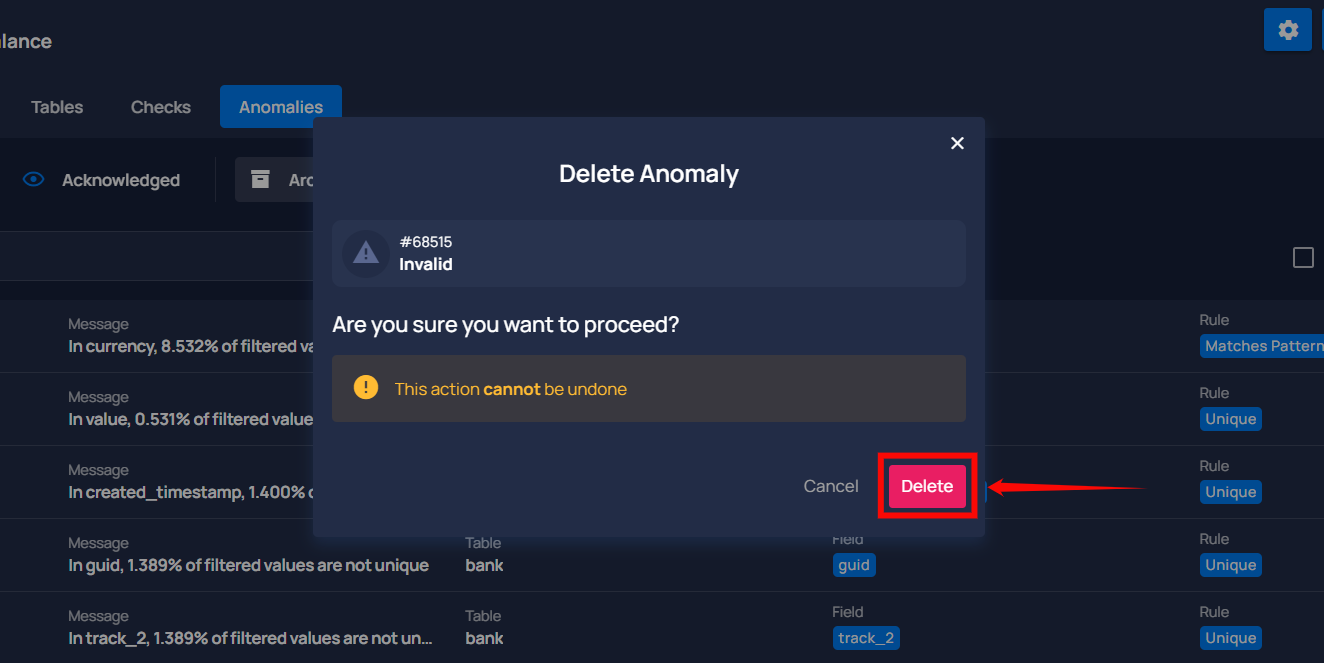 lance
Tables Checks Anomalies
Acknowledged
Delete Anomaly
#68515
Invalid
Are you sure you want to proceed?
This action cannot be undone
Cancel Delete
Message Rule
In currency, 8.532% of filtered Matches Pattern
Message Rule
In value, 0.531% of filtered value Unique
Message Rule
In created_timestamp, 1.400% Unique
Message Table Field Rule
In guid, 1.389% of filtered values are not unique bank guid Unique
Message Table Field Rule
In track_2, 1.389% of filtered values are not un... bank track_2 Unique